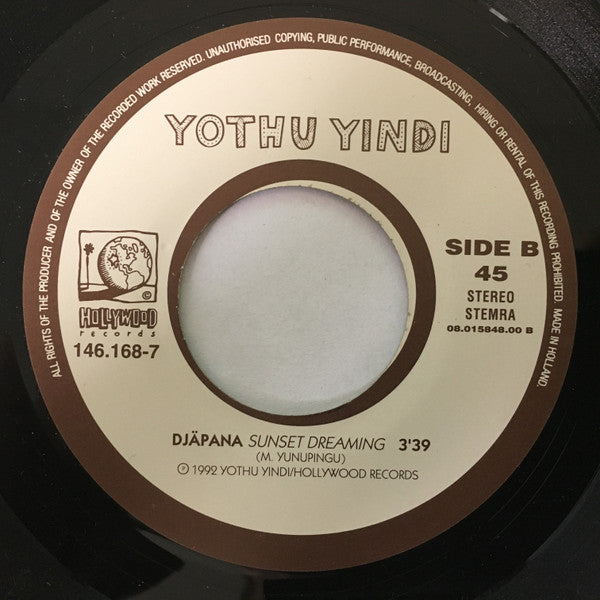 ALL RIGHTS OF THE PRODUCER AND OF THE OWNER OF THE RECORDED WORK RESERVED. UNAUTHORISED COPYING, PUBLIC PERFORMANCE, BROADCASTING, HIRING OR RENTAL OF THIS RECORDING PROHIBITED. MADE IN HOLLAND.
YOTHU YINDI
©
HOLLYWOOD
records
146.168-7
SIDE B
45
STEREO
STEMRA
08.015848.00 B
DJÄPANA SUNSET DREAMING 3'39
(M. YUNUPINGU)
℗ 1992 YOTHU YINDI/HOLLYWOOD RECORDS